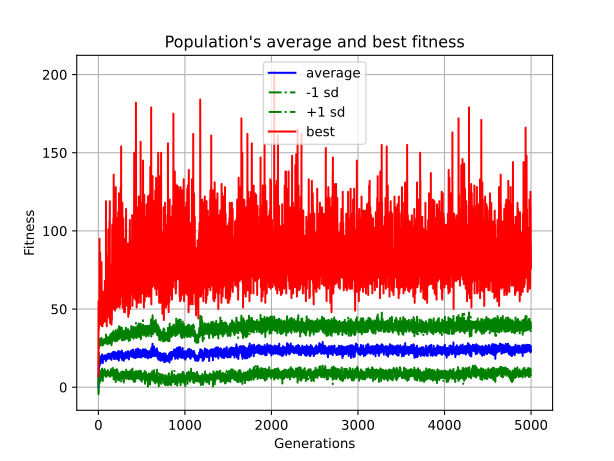 Population's average and best fitness
average
-1 sd
+1 sd
best
200
150
100
50
0
Fitness
0 1000 2000 3000 4000 5000
Generations